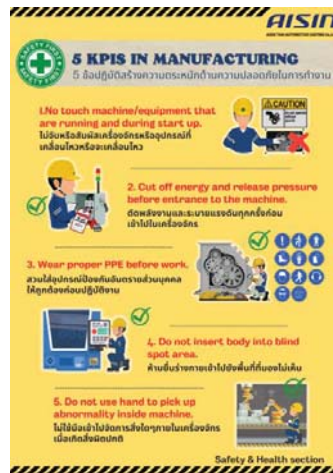 AISIN
SAFETY FIRST
SAFETY FIRST
5 KPIS IN MANUFACTURING
5 ข้อปฏิบัติสร้างความตระหนักด้านความปลอดภัยในการทำงาน
1.No touch machine/equipment that
are running and during start up.
ไม่จับหรือสัมผัสเครื่องจักรหรืออุปกรณ์ที่
เคลื่อนไหวหรือจะเคลื่อนไหว
CAUTION
2. Cut off energy and release pressure
before entrance to the machine.
ตัดพลังงานและระบายแรงดันทุกครั้งก่อน
เข้าไปในเครื่องจักร
3. Wear proper PPE before work.
สวมใส่อุปกรณ์ป้องกันอันตรายส่วนบุคคล
ให้ถูกต้องก่อนปฏิบัติงาน
4. Do not insert body into blind
spot area.
ห้ามยื่นร่างกายเข้าไปยังพื้นที่ที่มองไม่เห็น
5. Do not use hand to pick up
abnormality inside machine.
ไม่ใช้มือเข้าไปจัดการสิ่งใดๆภายในเครื่องจักร
เมื่อเกิดสิ่งผิดปกติ
Safety & Health section